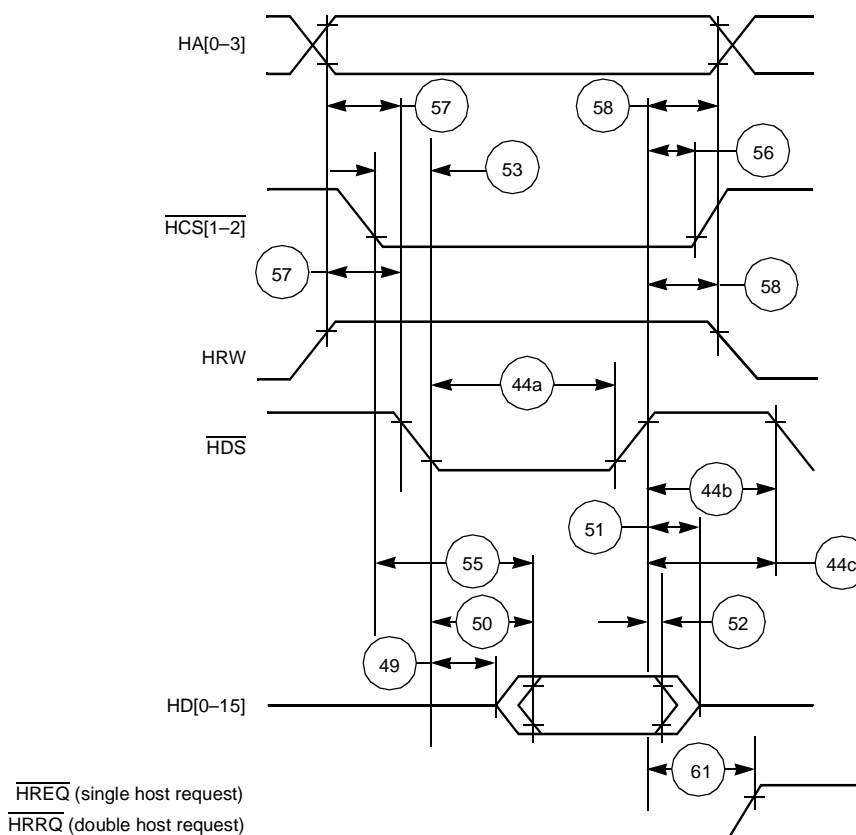 HA[0–3]
57
58
56
53
HCS[1–2]
57
58
HRW
44a
HDS
44b
51
55
44c
50
52
49
HD[0–15]
61
HREQ (single host request)
HRRQ (double host request)